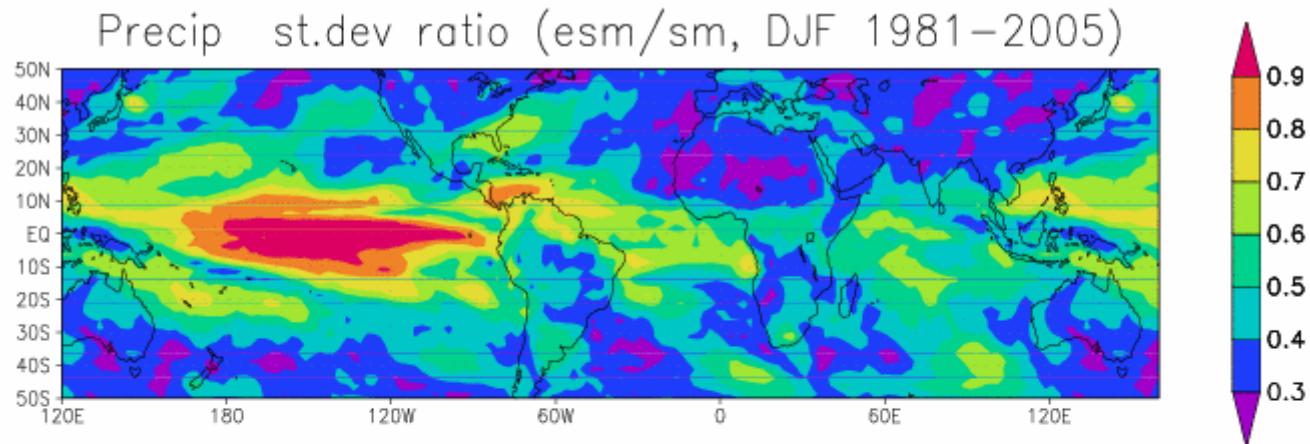 Precip st.dev ratio (esm/sm, DJF 1981-2005)
50N
40N
30N
20N
10N
EQ
10S
20S
30S
40S
50S
120E 180 120W 60W 0 60E 120E
0.9
0.8
0.7
0.6
0.5
0.4
0.3